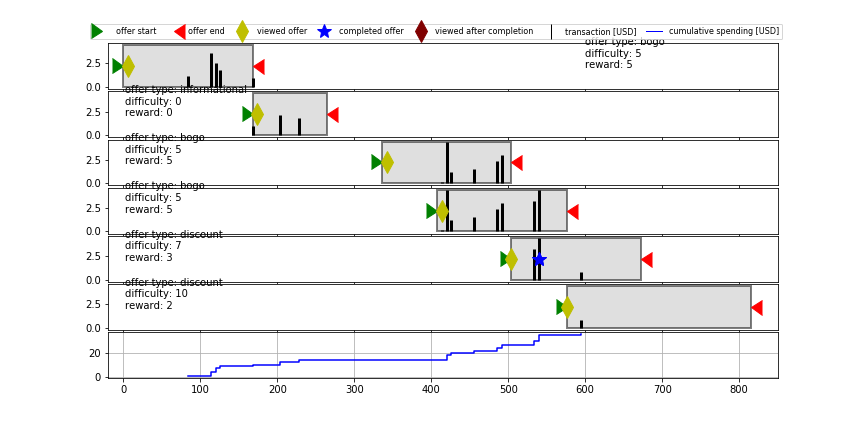 offer start offer end viewed offer completed offer viewed after completion transaction [USD] cumulative spending [USD]
offer type: bogo
difficulty: 5
reward: 5
2.5
0.0
offer type: informational
difficulty: 0
reward: 0
2.5
0.0
offer type: bogo
difficulty: 5
reward: 5
2.5
0.0
offer type: bogo
difficulty: 5
reward: 5
2.5
0.0
offer type: discount
difficulty: 7
reward: 3
2.5
0.0
offer type: discount
difficulty: 10
reward: 2
2.5
0.0
20
0
0 100 200 300 400 500 600 700 800